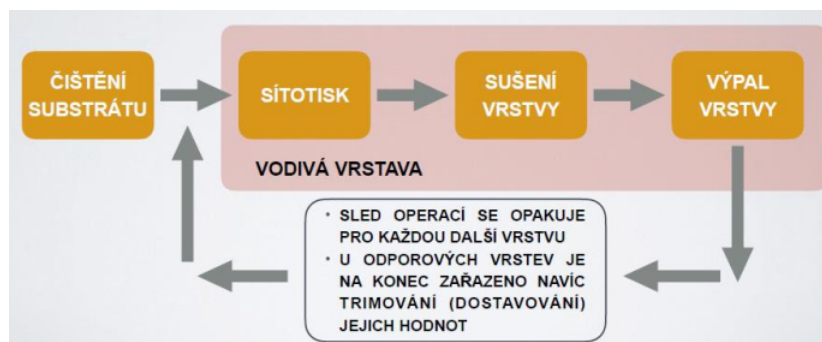 ČIŠTĚNÍ
SUBSTRÁTU
SÍTOTISK
SUŠENÍ
VRSTVY
VÝPAL
VRSTVY
VODIVÁ VRSTAVA
• SLED OPERACÍ SE OPAKUJE
PRO KAŽDOU DALŠÍ VRSTVU
• U ODPOROVÝCH VRSTEV JE
NA KONEC ZAŘAZENO NAVÍC
TRIMOVÁNÍ (DOSTAVOVÁNÍ)
JEJICH HODNOT